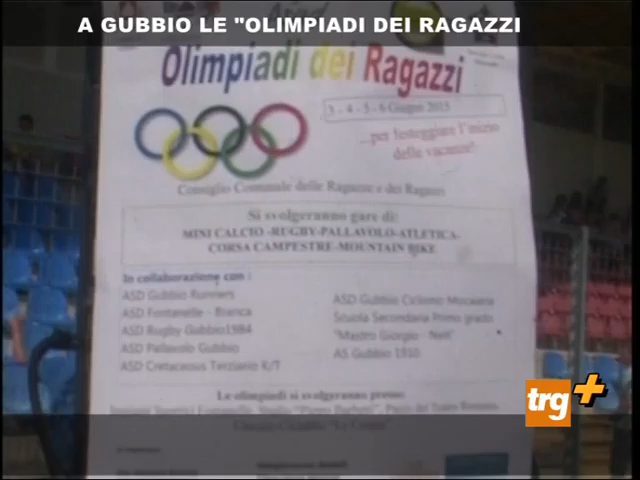 A GUBBIO LE "OLIMPIADI DEI RAGAZZI
Olimpiadi dei Ragazzi
3 - 4 - 5 - 6 Giugno 2015
...per festeggiare l'inizio
delle vacanze!
Consiglio Comunale delle Ragazze e dei Ragazzi
Si svolgeranno gare di:
MINI CALCIO -RUGBY-PALLAVOLO-ATLETICA-
CORSA CAMPESTRE-MOUNTAIN BIKE
In collaborazione con :
ASD Gubbio Runners
ASD Fontanelle - Branca
ASD Rugby Gubbio1984
ASD Pallavolo Gubbio
ASD Cretaceous Terziario K/T
ASD Gubbio Ciclismo Mocaiana
Scuola Secondaria Primo grado
"Mastro Giorgio - Nelli"
AS Gubbio 1910
Le olimpiadi si svolgeranno presso:
trg+